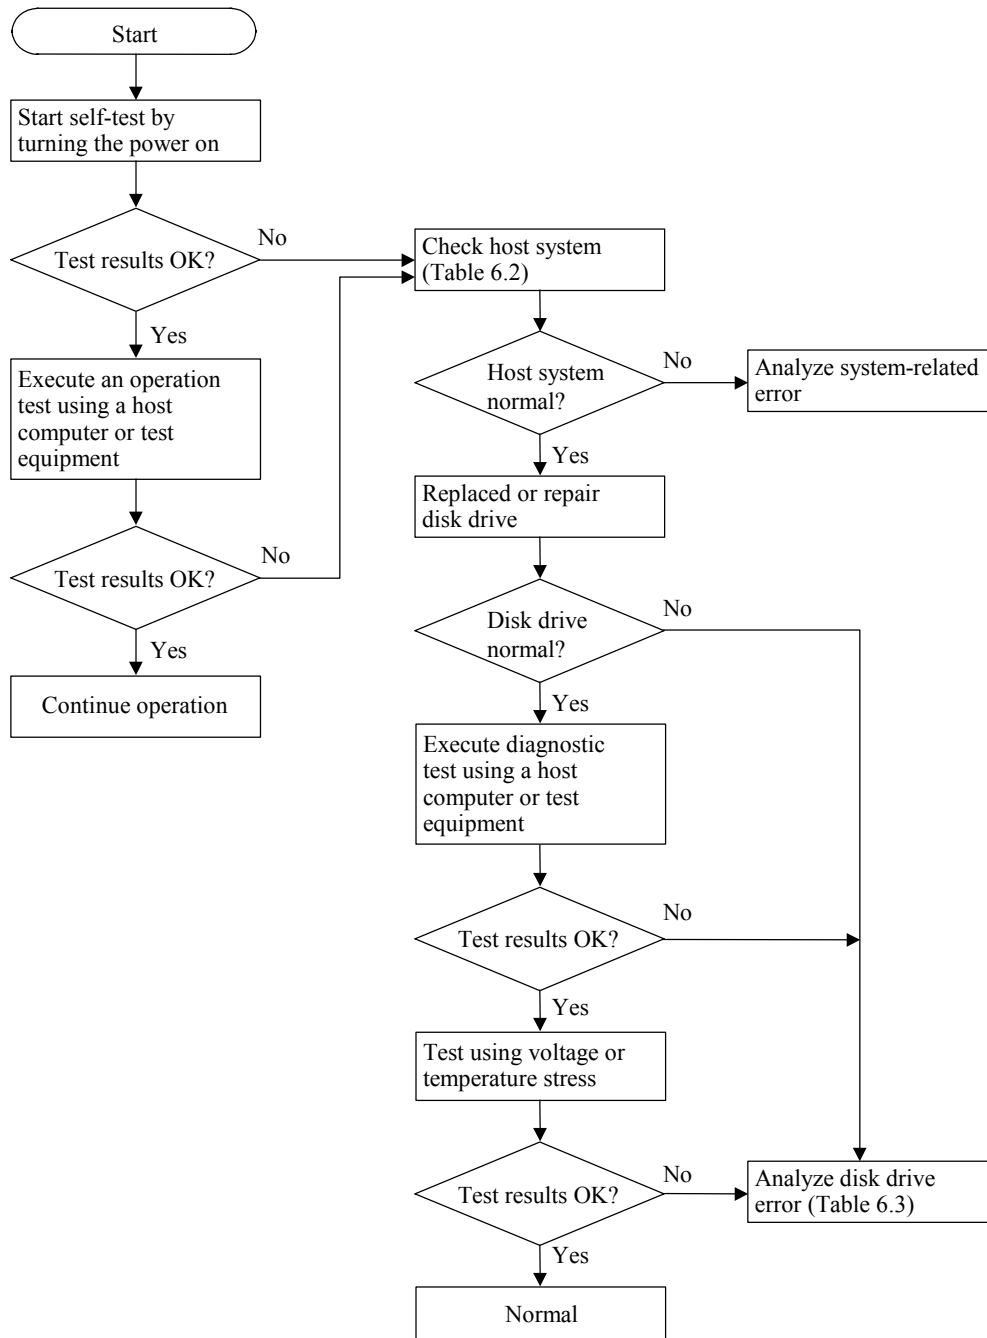 Start
Start self-test by
turning the power on
Test results OK?
No
Yes
Execute an operation
test using a host
computer or test
equipment
Test results OK?
No
Yes
Continue operation
Check host system
(Table 6.2)
Host system
normal?
No
Analyze system-related
error
Yes
Replaced or repair
disk drive
Disk drive
normal?
No
Yes
Execute diagnostic
test using a host
computer or test
equipment
Test results OK?
No
Yes
Test using voltage or
temperature stress
Test results OK?
No
Analyze disk drive
error (Table 6.3)
Yes
Normal